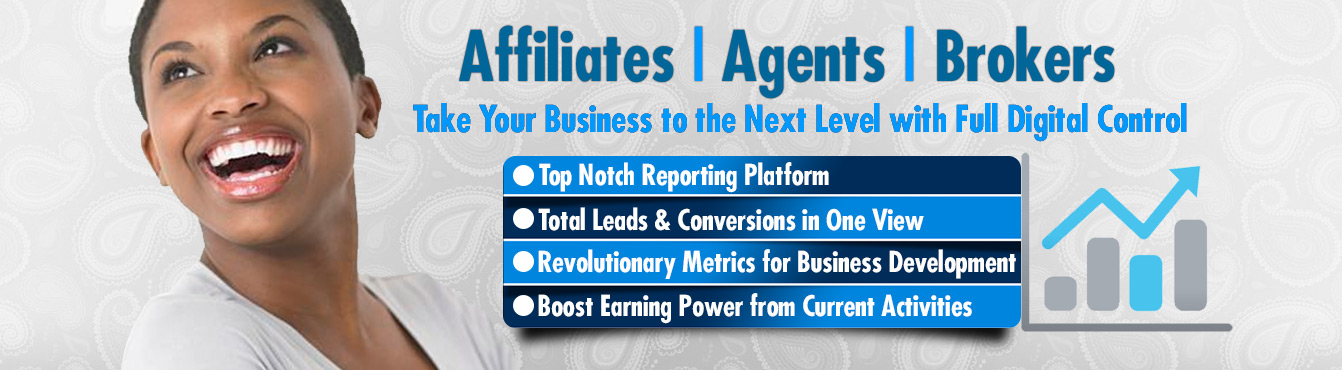 Affiliates | Agents | Brokers
Take Your Business to the Next Level with Full Digital Control
Top Notch Reporting Platform
Total Leads & Conversions in One View
Revolutionary Metrics for Business Development
Boost Earning Power from Current Activities